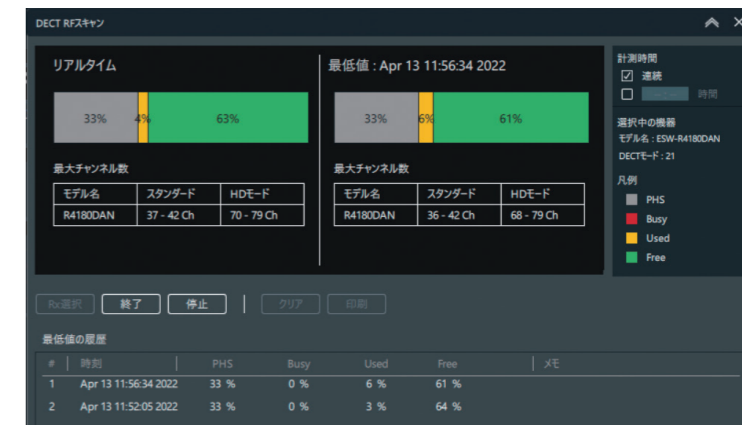 DECT RFスキャン
リアルタイム
33% 4% 63%
最大チャンネル数
モデル名 スタンダード HDモード
R4180DAN 37 - 42 Ch 70 - 79 Ch
最低値 : Apr 13 11:56:34 2022
33% 6% 61%
最大チャンネル数
モデル名 スタンダード HDモード
R4180DAN 36 - 42 Ch 68 - 79 Ch
計測時間
連続
時間
選択中の機器
モデル名 : ESW-R4180DAN
DECTモード : 21
凡例
PHS
Busy
Used
Free
Rx選択 終了 停止 クリア 印刷
最低値の履歴
# 時刻 PHS Busy Used Free メモ
1 Apr 13 11:56:34 2022 33 % 0 % 6 % 61 %
2 Apr 13 11:52:05 2022 33 % 0 % 3 % 64 %